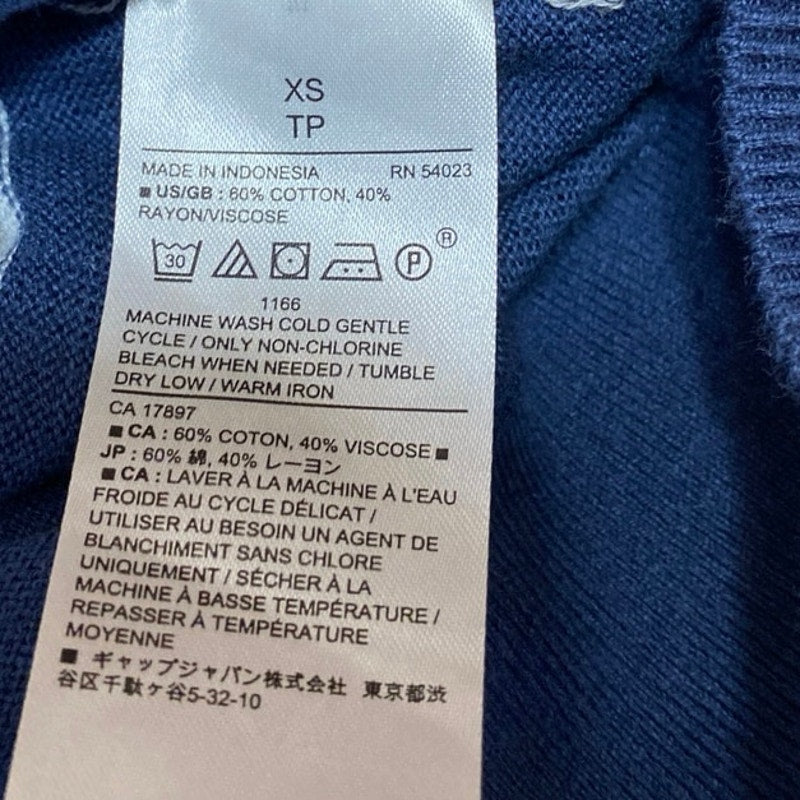 XS
TP
MADE IN INDONESIA RN 54023
■ US/GB : 60% COTTON, 40%
RAYON/VISCOSE
30 P ®
1166
MACHINE WASH COLD GENTLE
CYCLE / ONLY NON-CHLORINE
BLEACH WHEN NEEDED / TUMBLE
DRY LOW / WARM IRON
CA 17897
■ CA : 60% COTON, 40% VISCOSE ■
JP : 60% 綿, 40% レーヨン
■ CA : LAVER À LA MACHINE À L'EAU
FROIDE AU CYCLE DÉLICAT /
UTILISER AU BESOIN UN AGENT DE
BLANCHIMENT SANS CHLORE
UNIQUEMENT / SÉCHER À LA
MACHINE À BASSE TEMPÉRATURE /
REPASSER À TEMPÉRATURE
MOYENNE
■ ギャップジャパン株式会社 東京都渋
谷区千駄ケ谷5-32-10